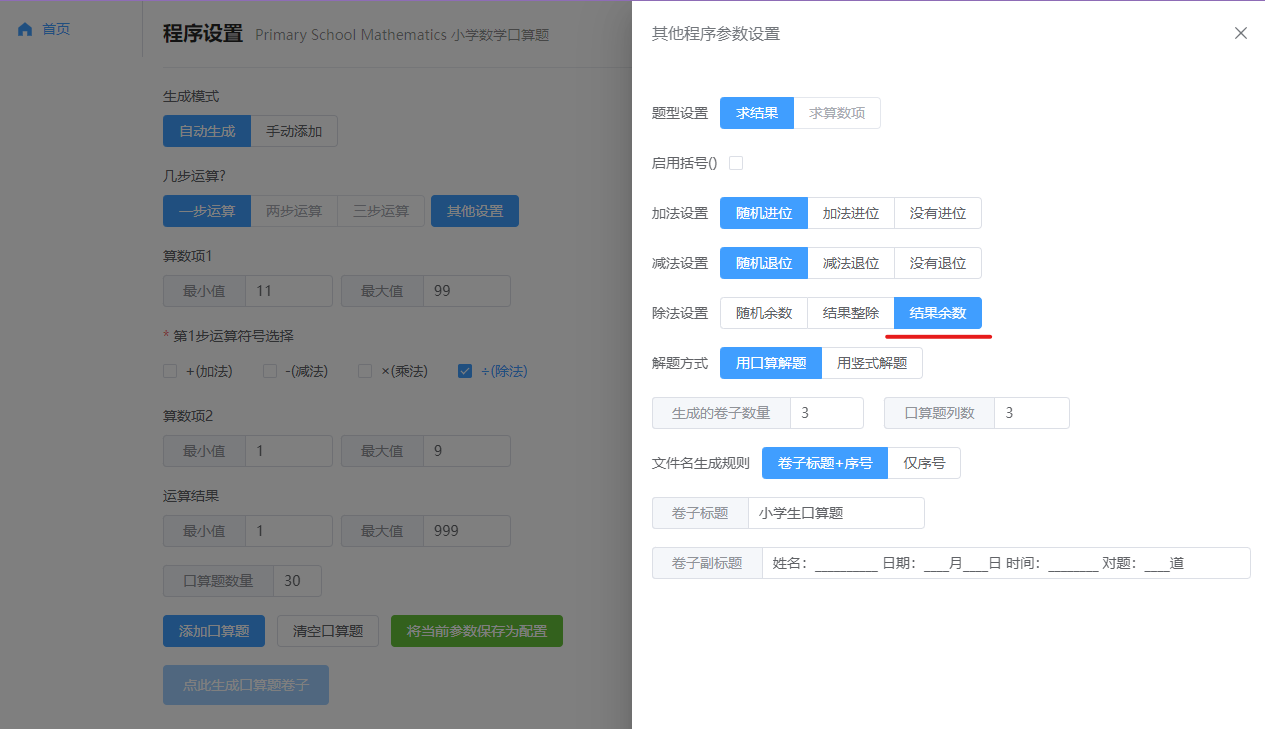 首页
程序设置 Primary School Mathematics 小学数学口算题
生成模式
自动生成 手动添加
几步运算?
一步运算 两步运算 三步运算 其他设置
算数项1
最小值 11 最大值 99
* 第1步运算符号选择
+(加法) -(减法) ×(乘法) ÷(除法)
算数项2
最小值 1 最大值 9
运算结果
最小值 1 最大值 999
口算题数量 30
添加口算题 清空口算题 将当前参数保存为配置
点此生成口算题卷子
其他程序参数设置
题型设置 求结果 求算数项
启用括号()
加法设置 随机进位 加法进位 没有进位
减法设置 随机退位 减法退位 没有退位
除法设置 随机余数 结果整除 结果余数
解题方式 用口算解题 用竖式解题
生成的卷子数量 3 口算题列数 3
文件名生成规则 卷子标题+序号 仅序号
卷子标题 小学生口算题
卷子副标题 姓名：__________ 日期：____月____日 时间：________ 对题：____道